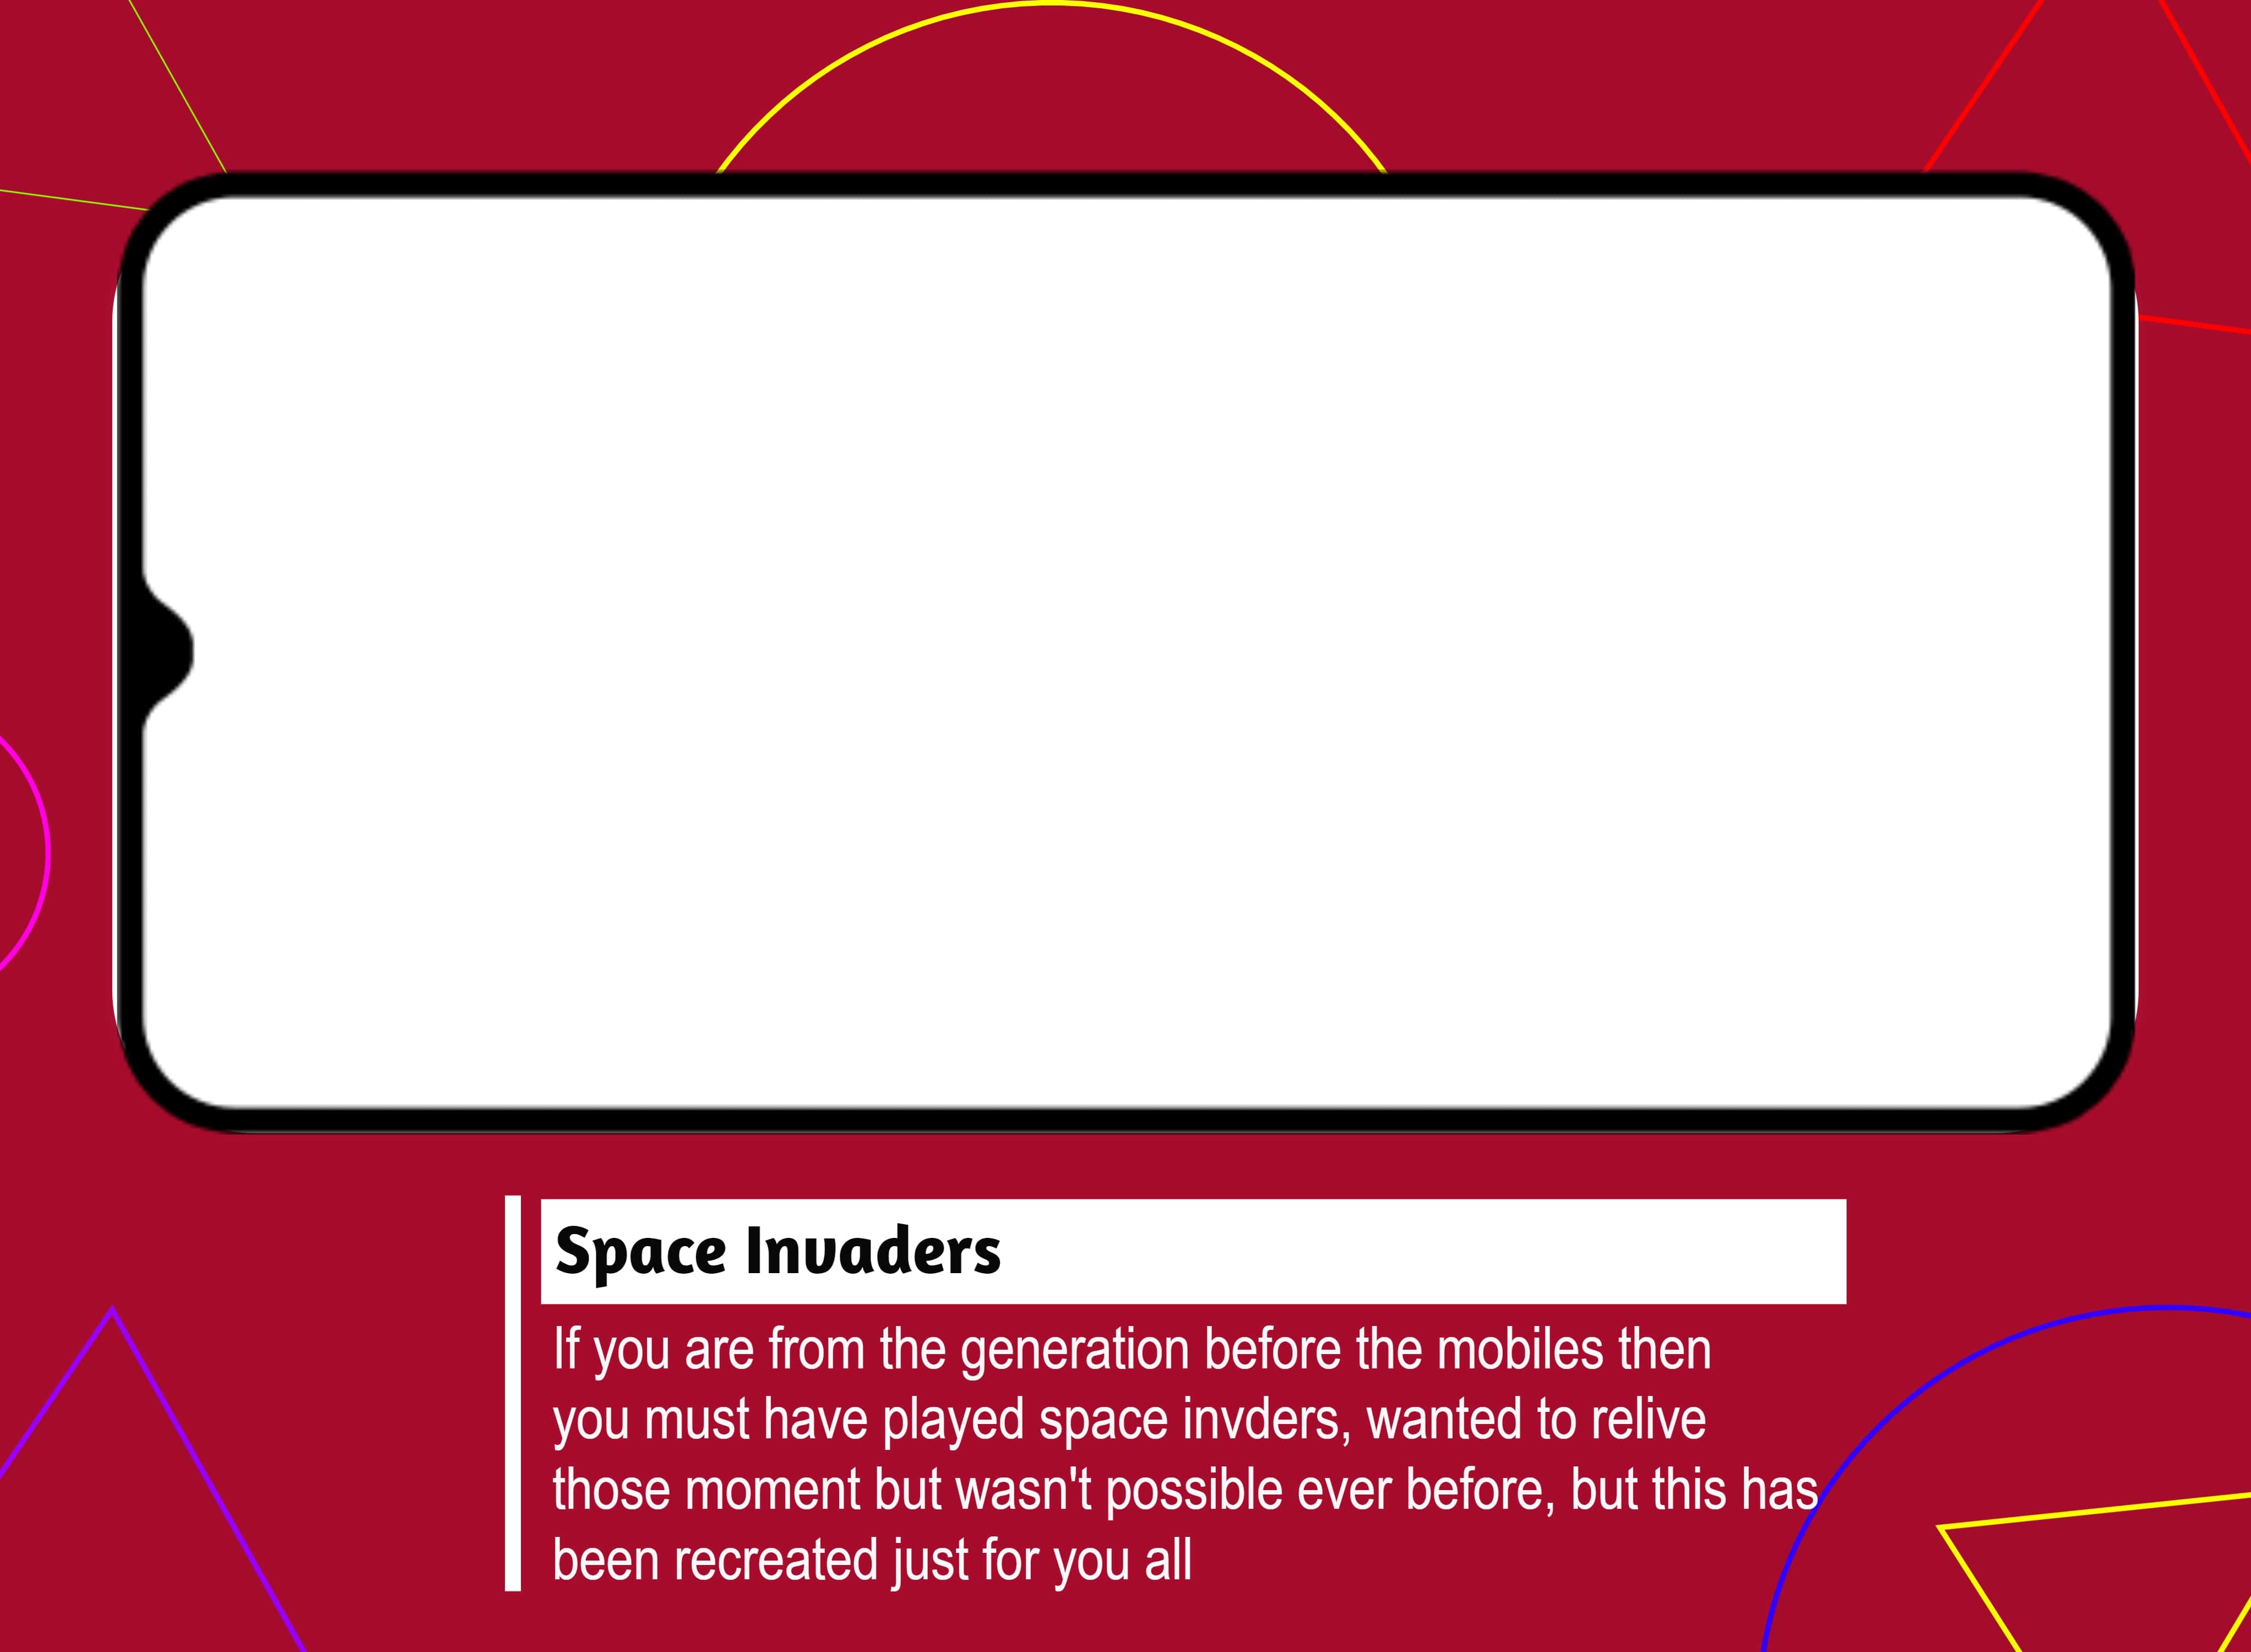 Space Invaders
If you are from the generation before the mobiles then
you must have played space invders, wanted to relive
those moment but wasn't possible ever before, but this has
been recreated just for you all